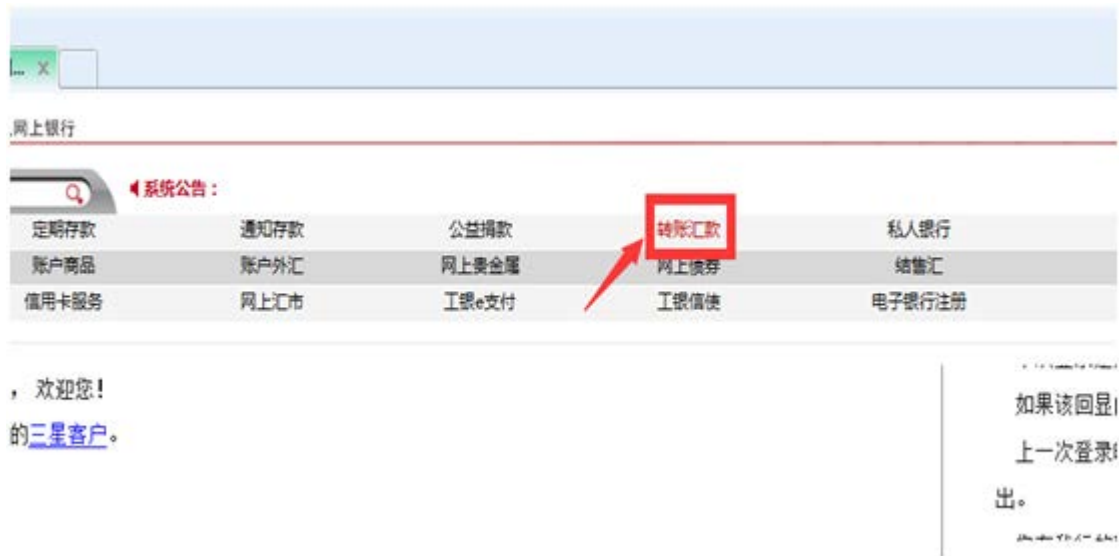 ... x
网上银行
系统公告：
定期存款 通知存款 公益捐款 转账汇款 私人银行
账户商品 账户外汇 网上贵金属 网上债券 结售汇
信用卡服务 网上汇市 工银e支付 工银信使 电子银行注册
，欢迎您！
的三星客户。
如果该回显
上一次登录
出。